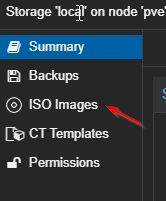 Storage 'local' on node 'pve'
Summary
Backups
ISO Images
CT Templates
Permissions